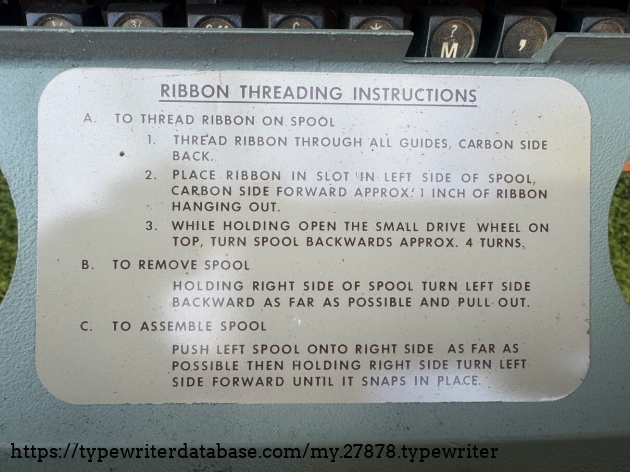 ?
M ,
RIBBON THREADING INSTRUCTIONS
A. TO THREAD RIBBON ON SPOOL
1. THREAD RIBBON THROUGH ALL GUIDES, CARBON SIDE
BACK.
2. PLACE RIBBON IN SLOT IN LEFT SIDE OF SPOOL,
CARBON SIDE FORWARD APPROX. 1 INCH OF RIBBON
HANGING OUT.
3. WHILE HOLDING OPEN THE SMALL DRIVE WHEEL ON
TOP, TURN SPOOL BACKWARDS APPROX. 4 TURNS.
B. TO REMOVE SPOOL
HOLDING RIGHT SIDE OF SPOOL TURN LEFT SIDE
BACKWARD AS FAR AS POSSIBLE AND PULL OUT.
C. TO ASSEMBLE SPOOL
PUSH LEFT SPOOL ONTO RIGHT SIDE AS FAR AS
POSSIBLE THEN HOLDING RIGHT SIDE TURN LEFT
SIDE FORWARD UNTIL IT SNAPS IN PLACE.
https://typewriterdatabase.com/my.27878.typewriter